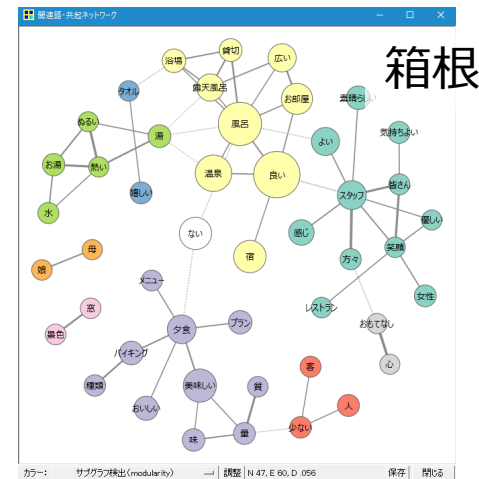 関連語・共起ネットワーク
箱根
浴場
貸切
広い
タオル
露天風呂
お部屋
素晴らしい
ぬるい
湯
風呂
よい
気持ちよい
お湯
熱い
温泉
良い
スタッフ
皆さん
嬉しい
水
ない
感じ
優しい
母
宿
方々
笑顔
娘
メニュー
レストラン
女性
窓
夕食
プラン
おもてなし
景色
バイキング
客
心
種類
美味しい
質
おいしい
人
味
量
少ない
カラー: サブグラフ検出(modularity) 調整 N 47, E 60, D .056 保存 閉じる